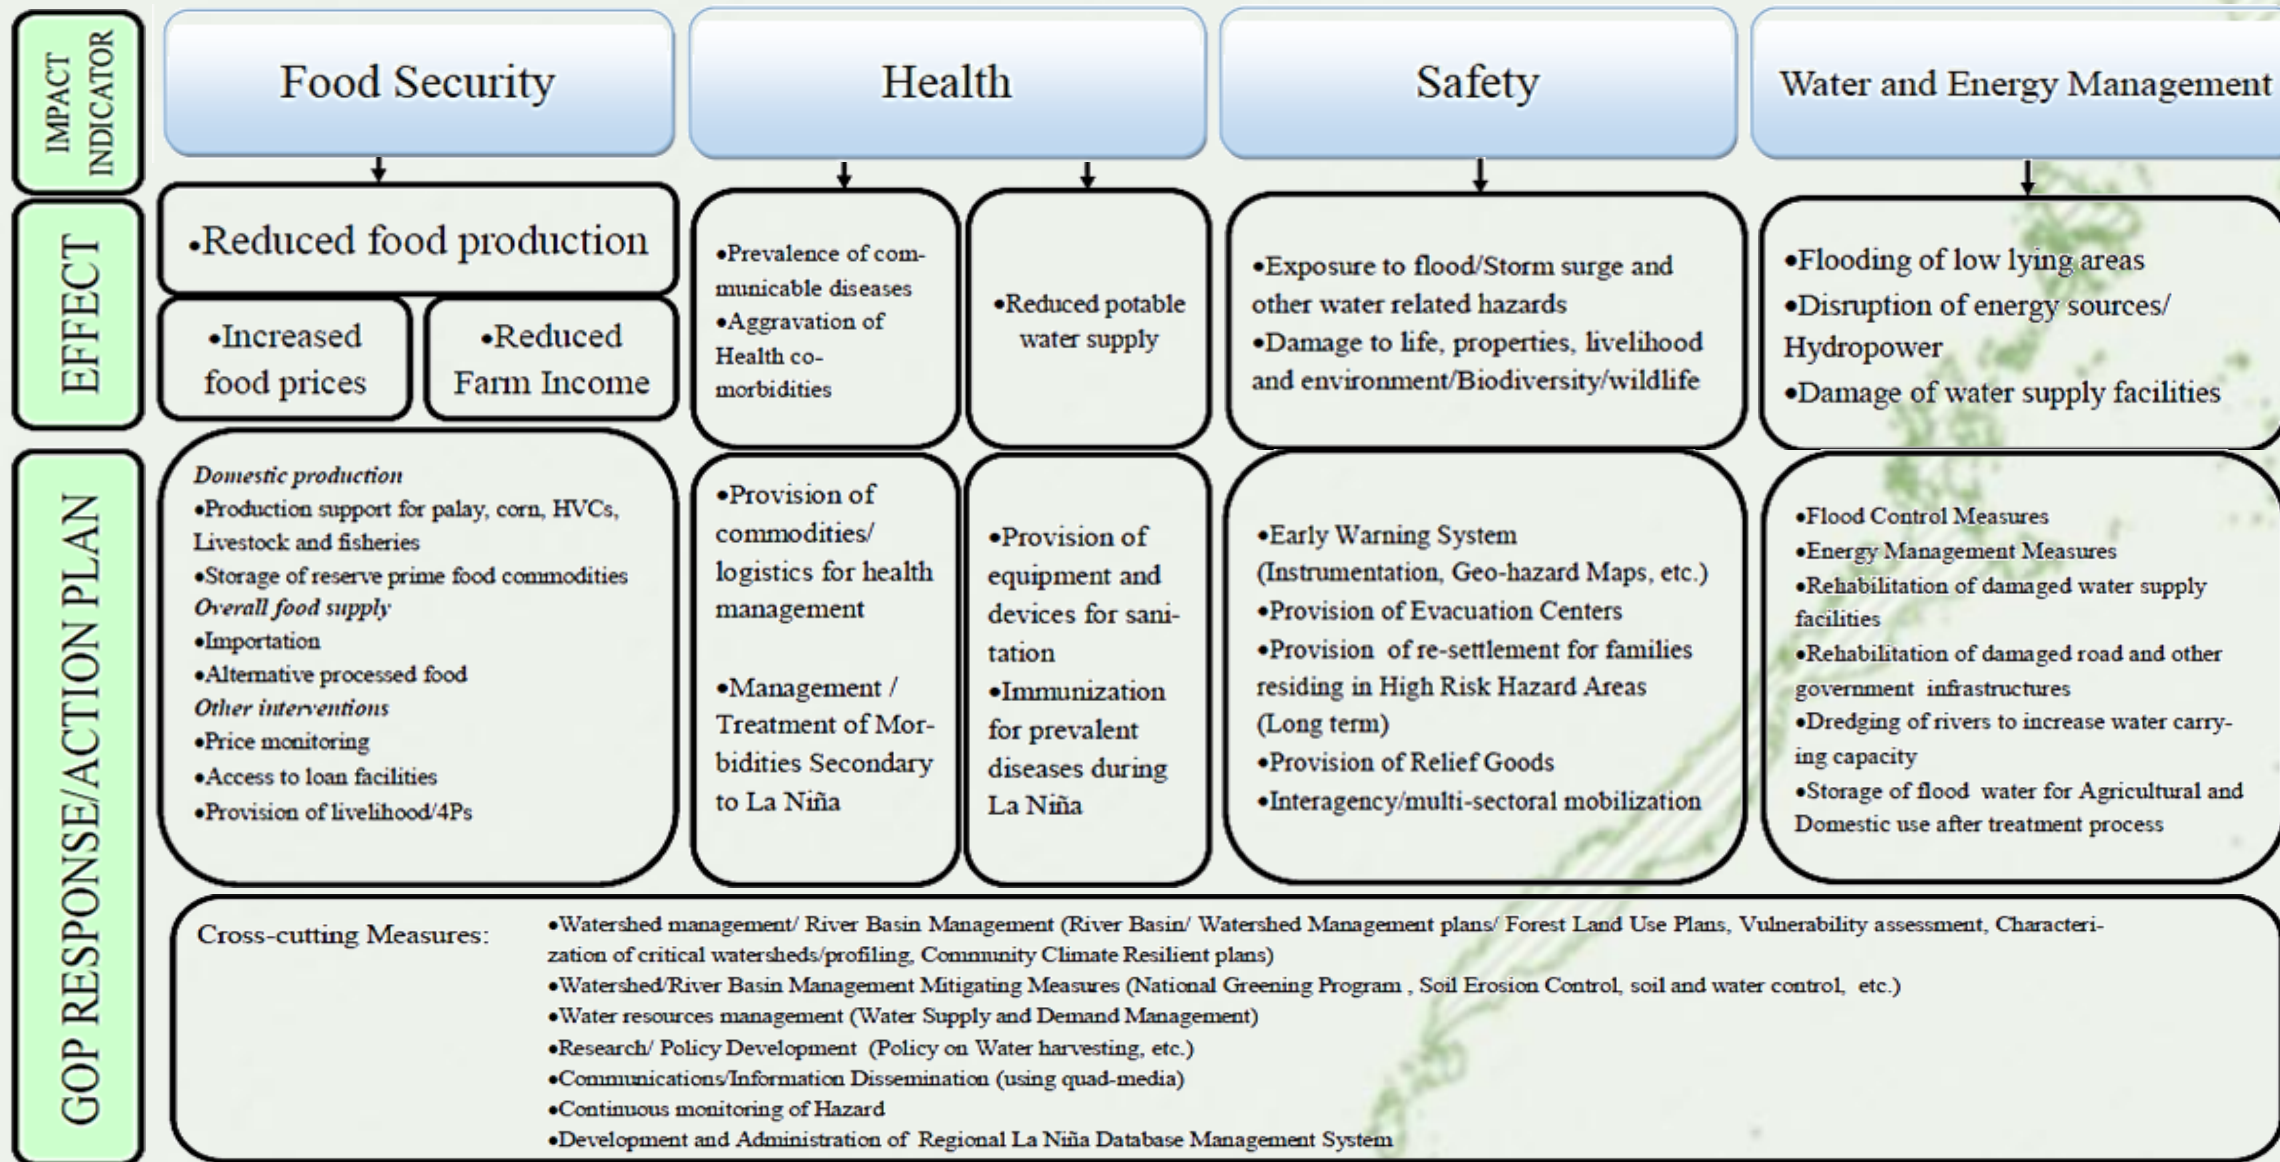 IMPACT
INDICATOR
Food Security
Health
Safety
Water and Energy Management
EFFECT
•Reduced food production
•Increased
food prices
•Reduced
Farm Income
•Prevalence of com-
municable diseases
•Aggravation of
Health co-
morbidities
•Reduced potable
water supply
•Exposure to flood/Storm surge and
other water related hazards
•Damage to life, properties, livelihood
and environment/Biodiversity/wildlife
•Flooding of low lying areas
•Disruption of energy sources/
Hydropower
•Damage of water supply facilities
GOP RESPONSE/ACTION PLAN
Domestic production
•Production support for palay, corn, HVCs,
Livestock and fisheries
•Storage of reserve prime food commodities
Overall food supply
•Importation
•Alternative processed food
Other interventions
•Price monitoring
•Access to loan facilities
•Provision of livelihood/4Ps
•Provision of
commodities/
logistics for health
management
•Management /
Treatment of Mor-
bidities Secondary
to La Niña
•Provision of
equipment and
devices for sani-
tation
•Immunization
for prevalent
diseases during
La Niña
•Early Warning System
(Instrumentation, Geo-hazard Maps, etc.)
•Provision of Evacuation Centers
•Provision of re-settlement for families
residing in High Risk Hazard Areas
(Long term)
•Provision of Relief Goods
•Interagency/multi-sectoral mobilization
•Flood Control Measures
•Energy Management Measures
•Rehabilitation of damaged water supply
facilities
•Rehabilitation of damaged road and other
government infrastructures
•Dredging of rivers to increase water carry-
ing capacity
•Storage of flood water for Agricultural and
Domestic use after treatment process
Cross-cutting Measures:
•Watershed management/ River Basin Management (River Basin/ Watershed Management plans/ Forest Land Use Plans, Vulnerability assessment, Characteri-
zation of critical watersheds/profiling, Community Climate Resilient plans)
•Watershed/River Basin Management Mitigating Measures (National Greening Program , Soil Erosion Control, soil and water control, etc.)
•Water resources management (Water Supply and Demand Management)
•Research/ Policy Development (Policy on Water harvesting, etc.)
•Communications/Information Dissemination (using quad-media)
•Continuous monitoring of Hazard
•Development and Administration of Regional La Niña Database Management System